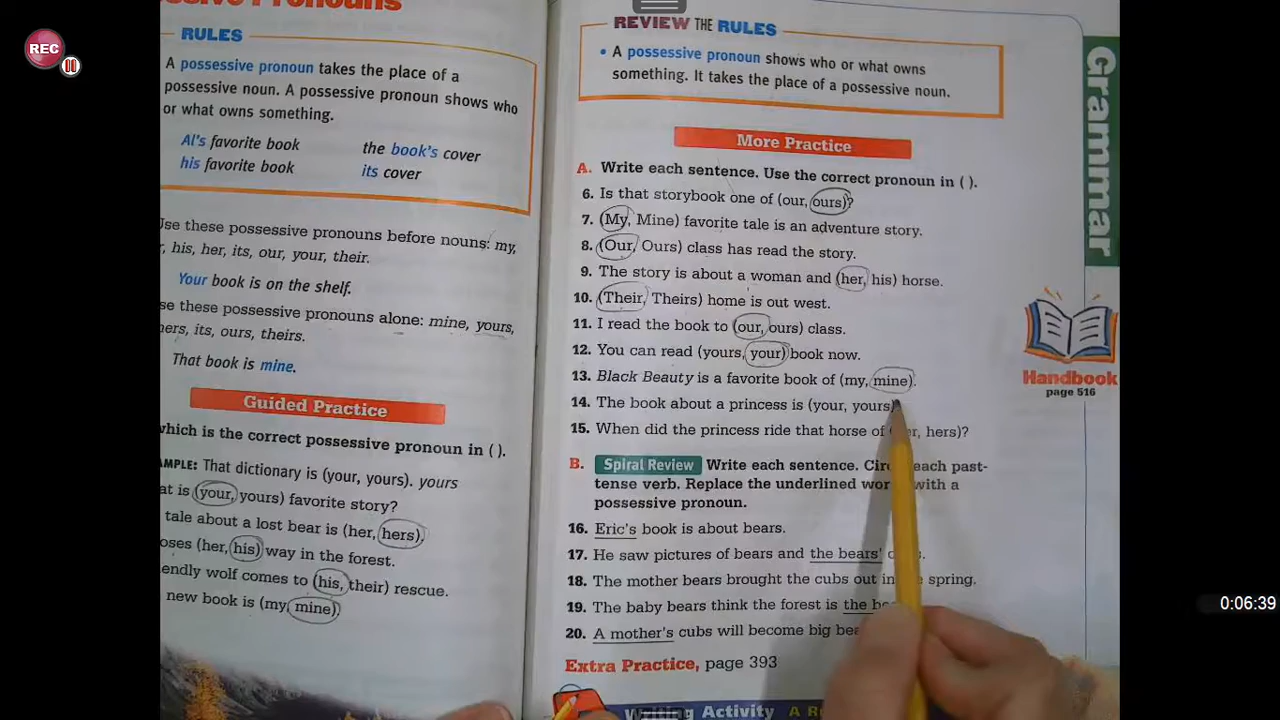 REC
ssive Pronouns
RULES
A possessive pronoun takes the place of a
possessive noun. A possessive pronoun shows who
or what owns something.
Al's favorite book the book's cover
his favorite book its cover
Use these possessive pronouns before nouns: my,
his, her, its, our, your, their.
Your book is on the shelf.
se these possessive pronouns alone: mine, yours,
hers, its, ours, theirs.
That book is mine.
Guided Practice
which is the correct possessive pronoun in ( ).
AMPLE: That dictionary is (your, yours). yours
at is (your, yours) favorite story?
tale about a lost bear is (her, hers).
oses (her, his) way in the forest.
endly wolf comes to (his, their) rescue.
new book is (my, mine)
REVIEW THE RULES
• A possessive pronoun shows who or what owns
something. It takes the place of a possessive noun.
More Practice
A. Write each sentence. Use the correct pronoun in ( ).
6. Is that storybook one of (our, ours)?
7. (My, Mine) favorite tale is an adventure story.
8. (Our, Ours) class has read the story.
9. The story is about a woman and (her, his) horse.
10. (Their, Theirs) home is out west.
11. I read the book to (our, ours) class.
12. You can read (yours, your) book now.
13. Black Beauty is a favorite book of (my, mine).
14. The book about a princess is (your, yours)
15. When did the princess ride that horse of hers)?
B. Spiral Review Write each sentence. Circ each past-
tense verb. Replace the underlined wor with a
possessive pronoun.
16. Eric's book is about bears.
17. He saw pictures of bears and the bears'
18. The mother bears brought the cubs out in spring.
19. The baby bears think the forest is the
20. A mother's cubs will become big
Extra Practice, page 393
Writing Activity A
Grammar
Handbook
page 516
0:06:39